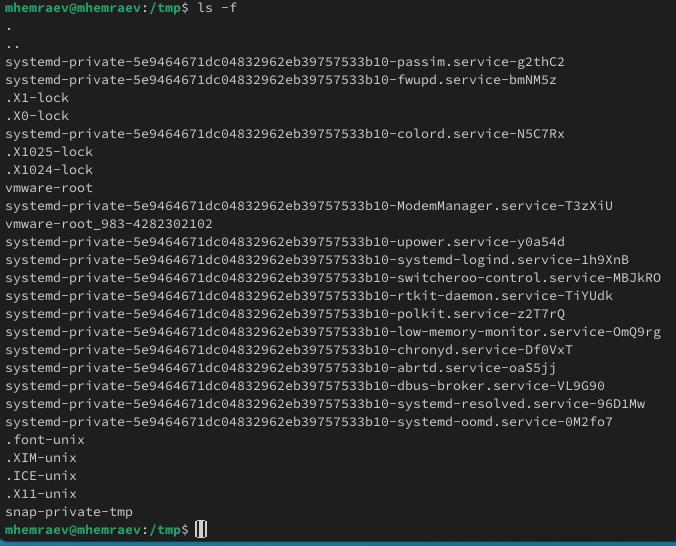 mhemraev@mhemraev:/tmp$ ls -f
.
..
systemd-private-5e9464671dc04832962eb39757533b10-passim.service-g2thC2
systemd-private-5e9464671dc04832962eb39757533b10-fwupd.service-bmNM5z
.X1-lock
.X0-lock
systemd-private-5e9464671dc04832962eb39757533b10-colord.service-N5C7Rx
.X1025-lock
.X1024-lock
vmware-root
systemd-private-5e9464671dc04832962eb39757533b10-ModemManager.service-T3zXiU
vmware-root_983-4282302102
systemd-private-5e9464671dc04832962eb39757533b10-upower.service-y0a54d
systemd-private-5e9464671dc04832962eb39757533b10-systemd-logind.service-1h9XnB
systemd-private-5e9464671dc04832962eb39757533b10-switcheroo-control.service-MBJkRO
systemd-private-5e9464671dc04832962eb39757533b10-rtkit-daemon.service-TiYUdk
systemd-private-5e9464671dc04832962eb39757533b10-polkit.service-z2T7rQ
systemd-private-5e9464671dc04832962eb39757533b10-low-memory-monitor.service-OmQ9rg
systemd-private-5e9464671dc04832962eb39757533b10-chronyd.service-Df0VxT
systemd-private-5e9464671dc04832962eb39757533b10-abrtd.service-oaS5jj
systemd-private-5e9464671dc04832962eb39757533b10-dbus-broker.service-VL9G90
systemd-private-5e9464671dc04832962eb39757533b10-systemd-resolved.service-96D1Mw
systemd-private-5e9464671dc04832962eb39757533b10-systemd-oomd.service-0M2fo7
.font-unix
.XIM-unix
.ICE-unix
.X11-unix
snap-private-tmp
mhemraev@mhemraev:/tmp$